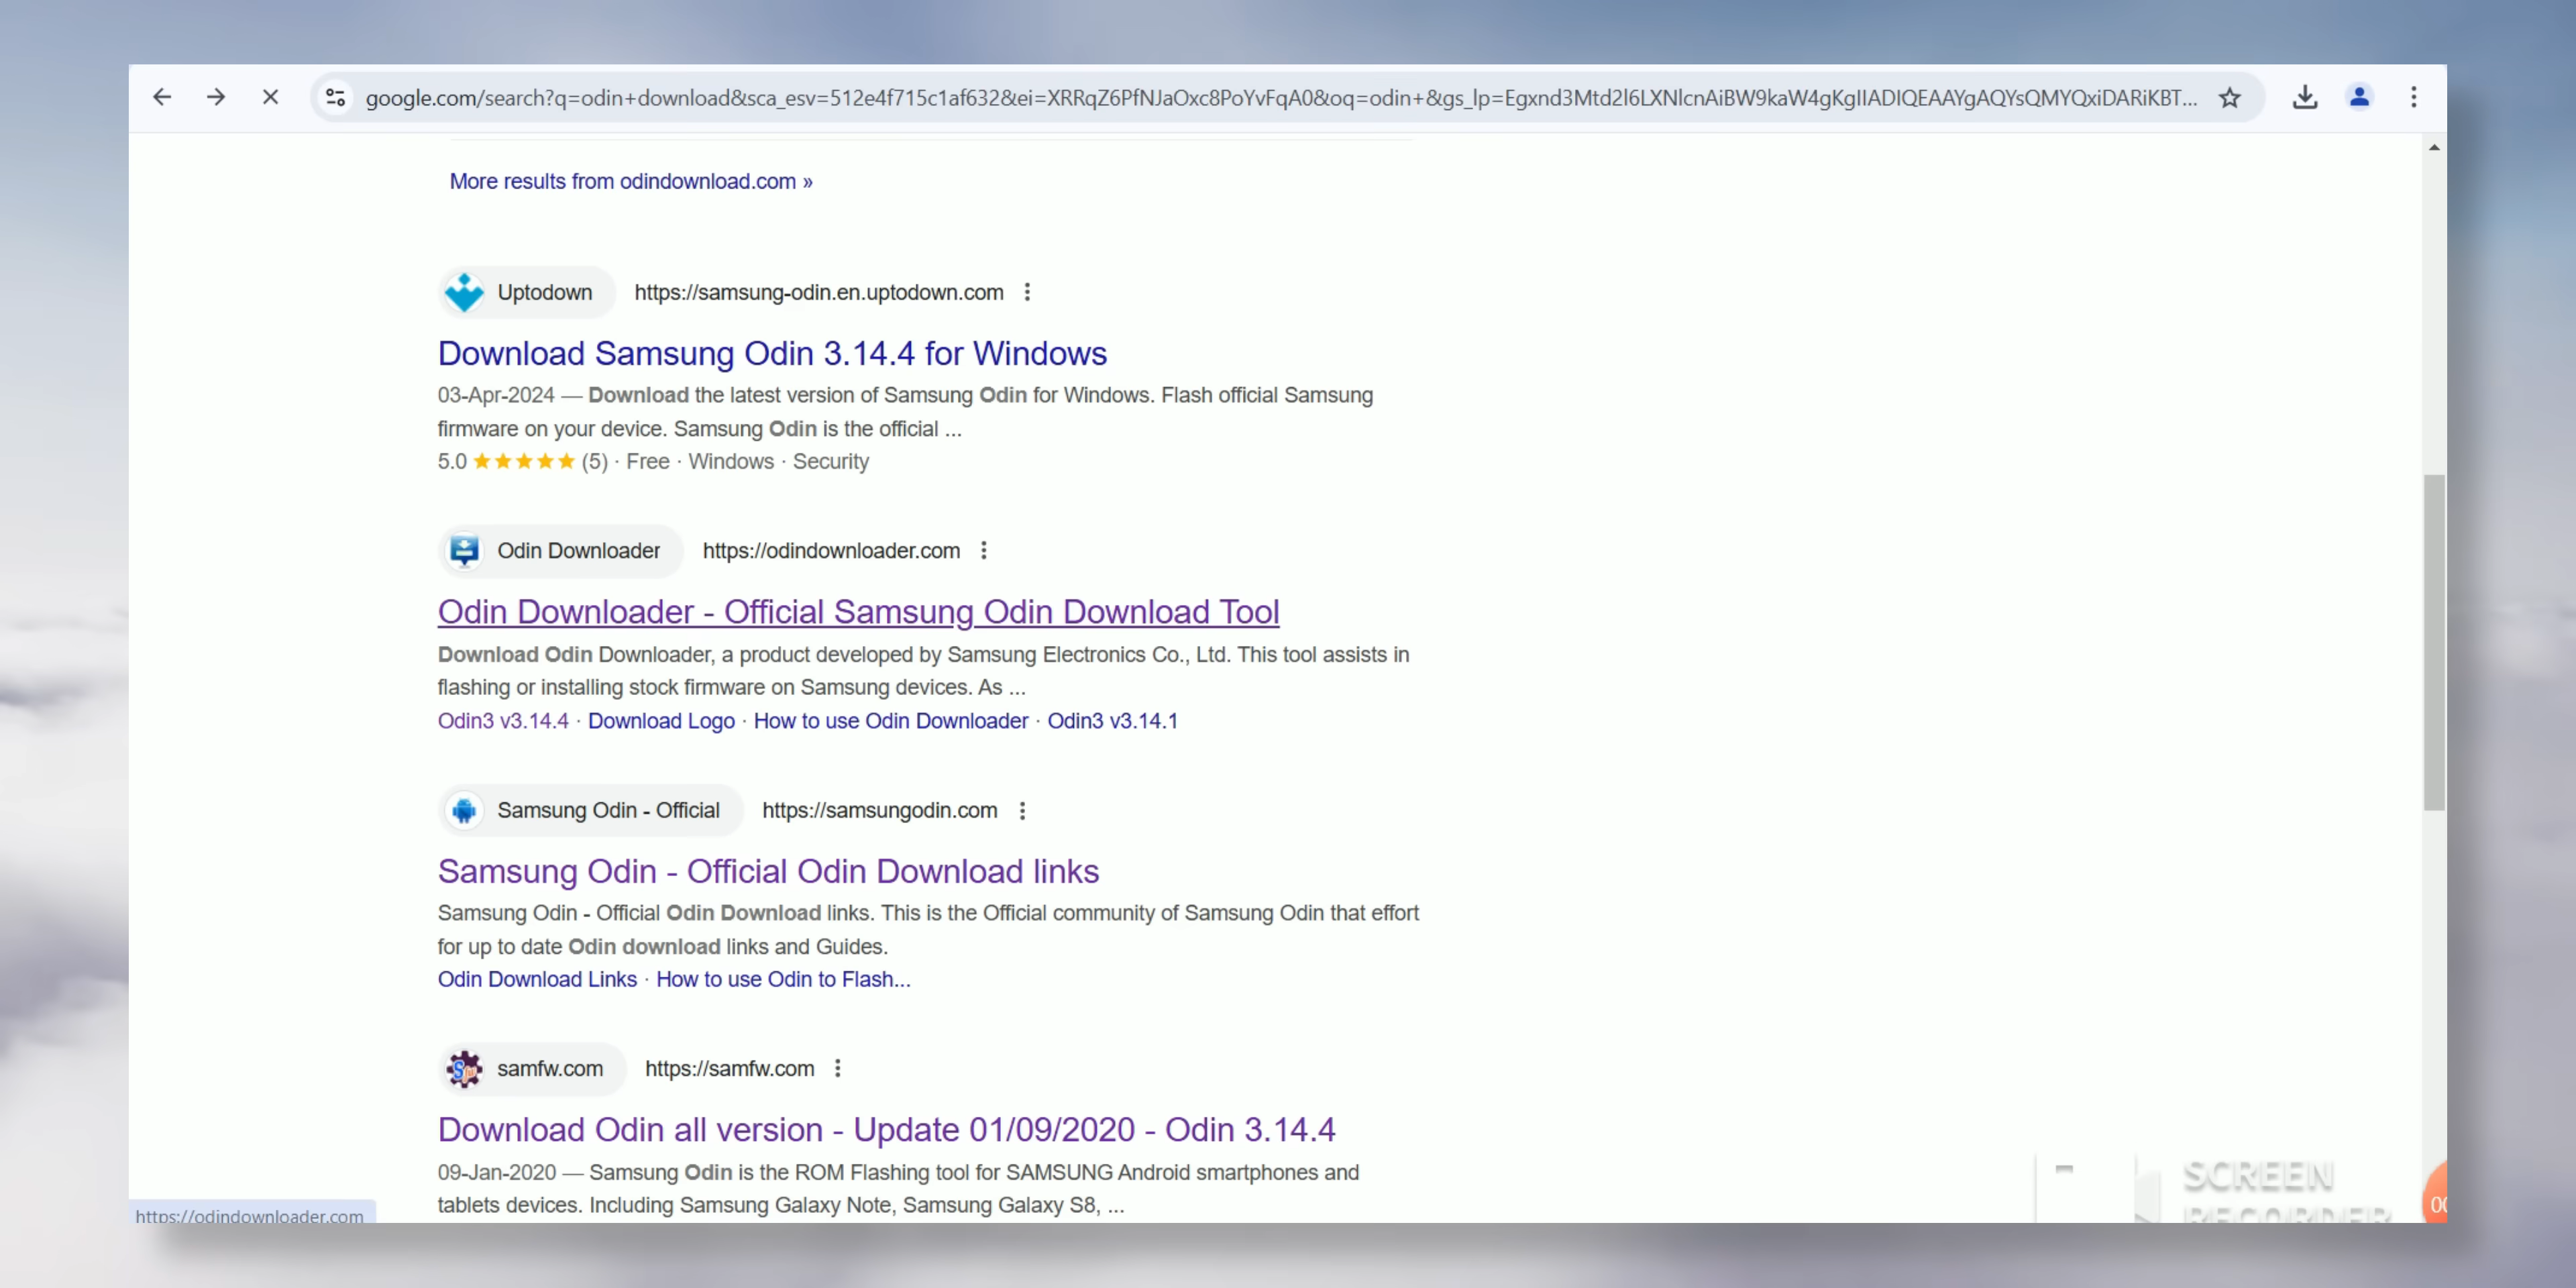 google.com/search?q=odin+download&sca_esv=512e4f715c1af632&ei=XRRqZ6PfNJaOxc8PoYvFqA0&oq=odin+&gs_lp=Egxnd3Mtd2l6LXNlcnAiBW9kaW4gKgIIADIQEAAYgAQYsQMYQxiDARiKBT...
More results from odindownload.com »
Uptodown https://samsung-odin.en.uptodown.com
Download Samsung Odin 3.14.4 for Windows
03-Apr-2024 — Download the latest version of Samsung Odin for Windows. Flash official Samsung
firmware on your device. Samsung Odin is the official ...
5.0 ★★★★★ (5) · Free · Windows · Security
Odin Downloader https://odindownloader.com
Odin Downloader - Official Samsung Odin Download Tool
Download Odin Downloader, a product developed by Samsung Electronics Co., Ltd. This tool assists in
flashing or installing stock firmware on Samsung devices. As ...
Odin3 v3.14.4 · Download Logo · How to use Odin Downloader · Odin3 v3.14.1
Samsung Odin - Official https://samsungodin.com
Samsung Odin - Official Odin Download links
Samsung Odin - Official Odin Download links. This is the Official community of Samsung Odin that effort
for up to date Odin download links and Guides.
Odin Download Links · How to use Odin to Flash...
samfw.com https://samfw.com
Download Odin all version - Update 01/09/2020 - Odin 3.14.4
09-Jan-2020 — Samsung Odin is the ROM Flashing tool for SAMSUNG Android smartphones and
tablets devices. Including Samsung Galaxy Note, Samsung Galaxy S8, ...
https://odindownloader.com
SCREEN
RECORDER
00